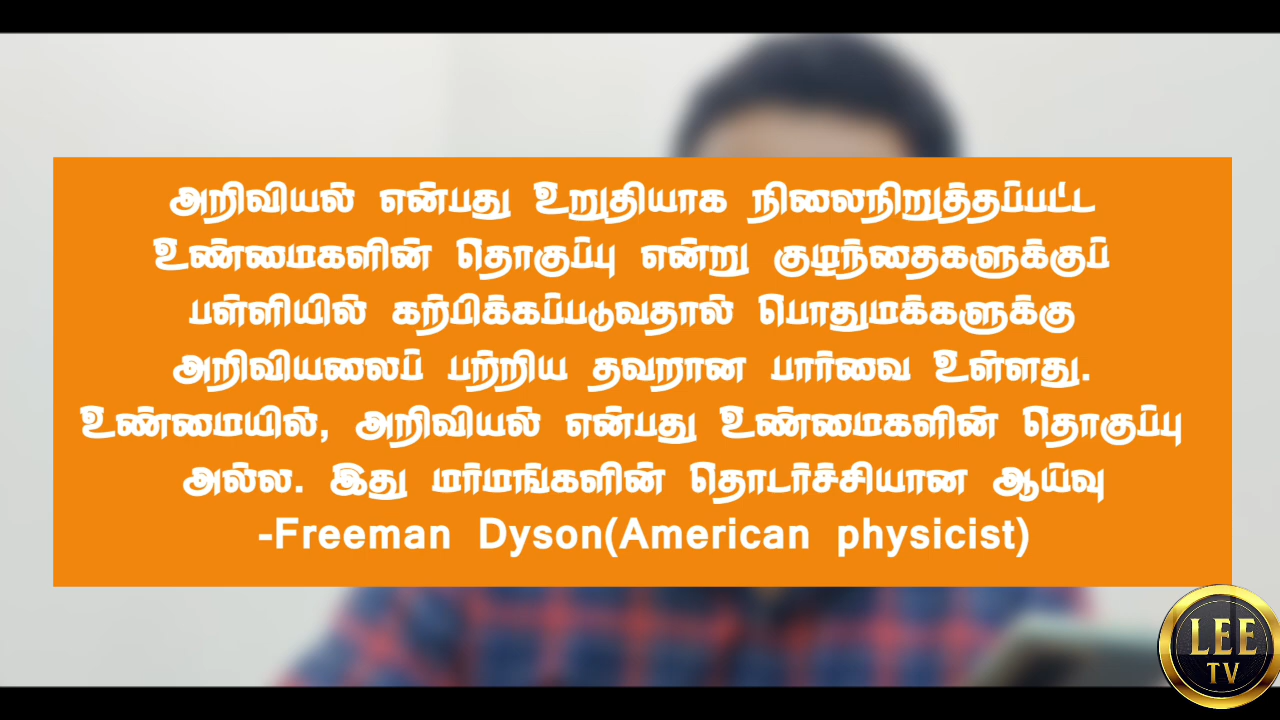 அறிவியல் என்பது உறுதியாக நிலைநிறுத்தப்பட்ட
உண்மைகளின் தொகுப்பு என்று குழந்தைகளுக்குப்
பள்ளியில் கற்பிக்கப்படுவதால் பொதுமக்களுக்கு
அறிவியலைப் பற்றிய தவறான பார்வை உள்ளது.
உண்மையில், அறிவியல் என்பது உண்மைகளின் தொகுப்பு
அல்ல. இது மர்மங்களின் தொடர்ச்சியான ஆய்வு
-Freeman Dyson(American physicist)
LEE
TV